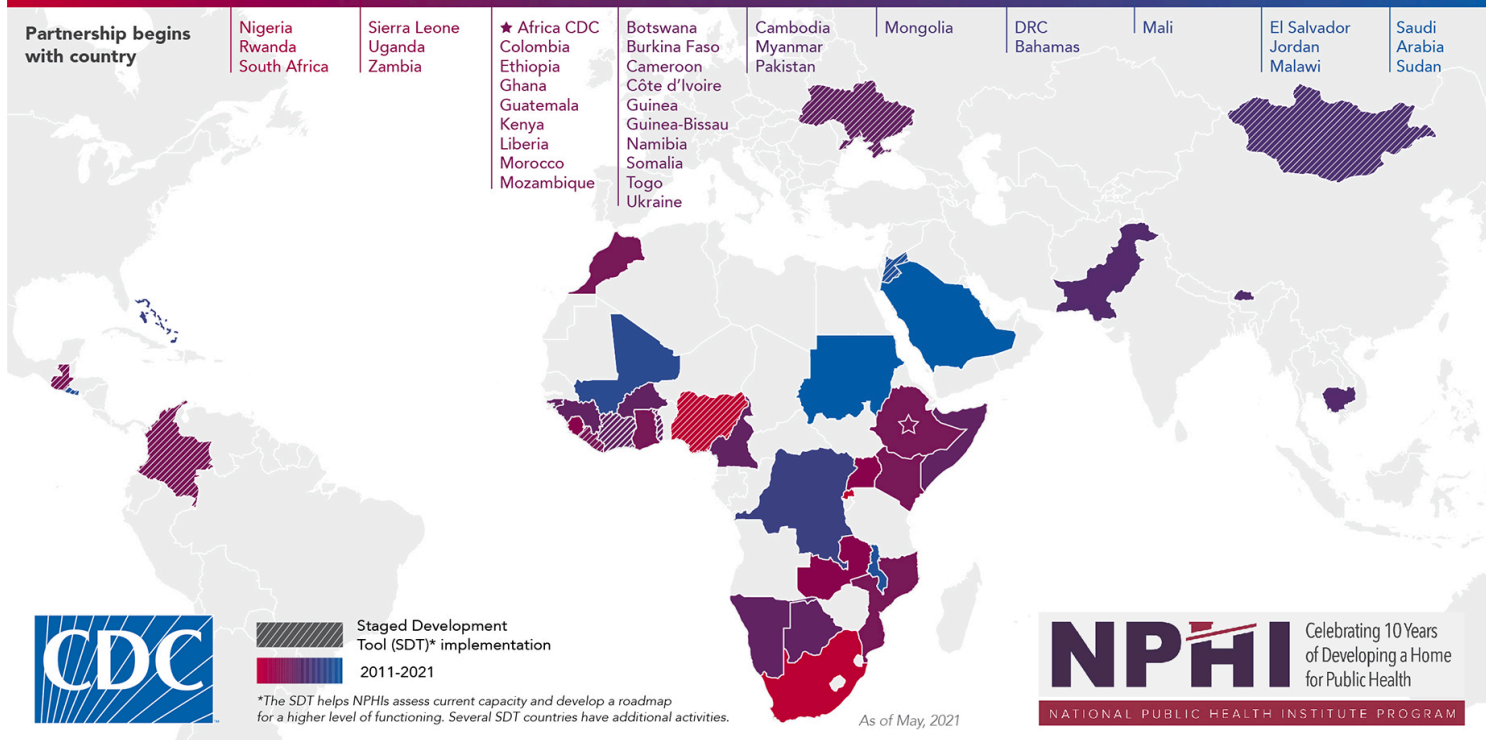 Partnership begins
with country
Nigeria
Rwanda
South Africa
Sierra Leone
Uganda
Zambia
★ Africa CDC
Colombia
Ethiopia
Ghana
Guatemala
Kenya
Liberia
Morocco
Mozambique
Botswana
Burkina Faso
Cameroon
Côte d’Ivoire
Guinea
Guinea-Bissau
Namibia
Somalia
Togo
Ukraine
Cambodia
Myanmar
Pakistan
Mongolia
DRC
Bahamas
Mali
El Salvador
Jordan
Malawi
Saudi
Arabia
Sudan
CDC
Staged Development
Tool (SDT)* implementation
2011-2021
*The SDT helps NPHIs assess current capacity and develop a roadmap
for a higher level of functioning. Several SDT countries have additional activities.
As of May, 2021
NPHI
Celebrating 10 Years
of Developing a Home
for Public Health
NATIONAL PUBLIC HEALTH INSTITUTE PROGRAM